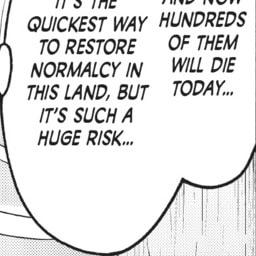 AND NOW
HUNDREDS
OF THEM
WILL DIE
TODAY...
IT'S THE
QUICKEST WAY
TO RESTORE
NORMALCY IN
THIS LAND, BUT
IT'S SUCH A
HUGE RISK...